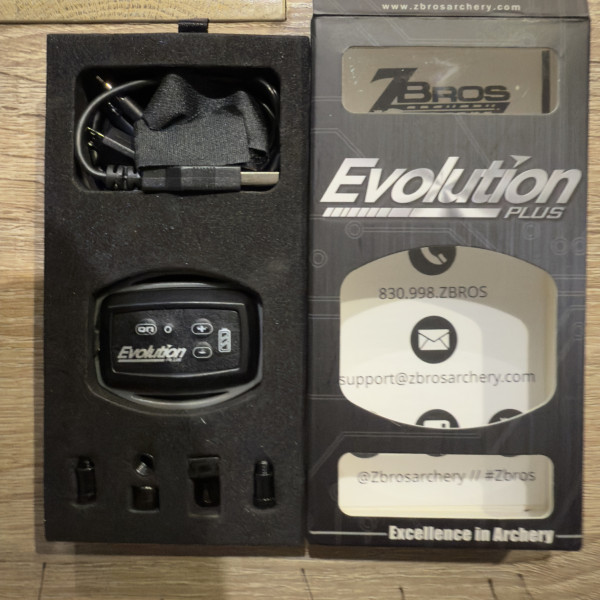 www.zbrosarchery.com
ZBROS
Evolution
PLUS
830.998.ZBROS
support@zbrosarchery.com
@Zbrosarchery // #Zbros
Excellence in Archery
on
+
Evolution
PLUS
-